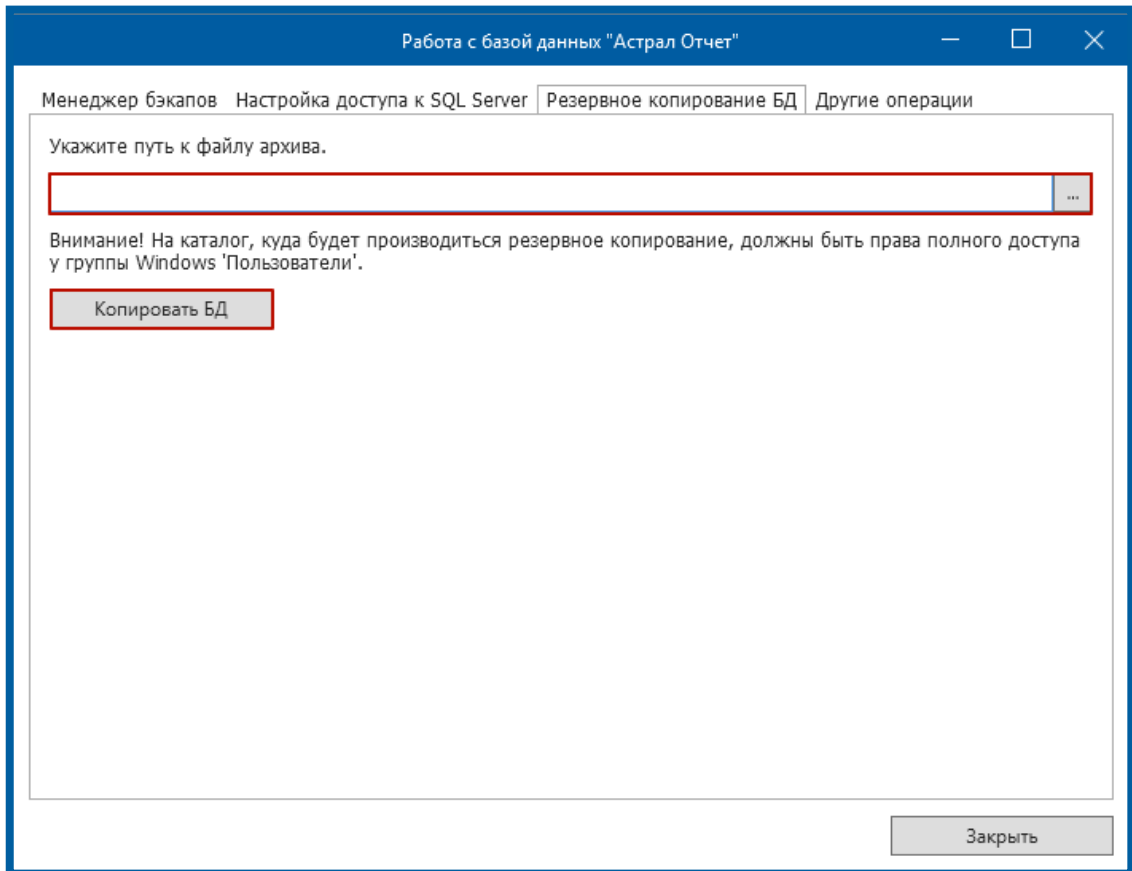 Работа с базой данных "Астрал Отчет"
Менеджер бэкапов Настройка доступа к SQL Server Резервное копирование БД Другие операции
Укажите путь к файлу архива.
...
Внимание! На каталог, куда будет производиться резервное копирование, должны быть права полного доступа
у группы Windows 'Пользователи'.
Копировать БД
Закрыть